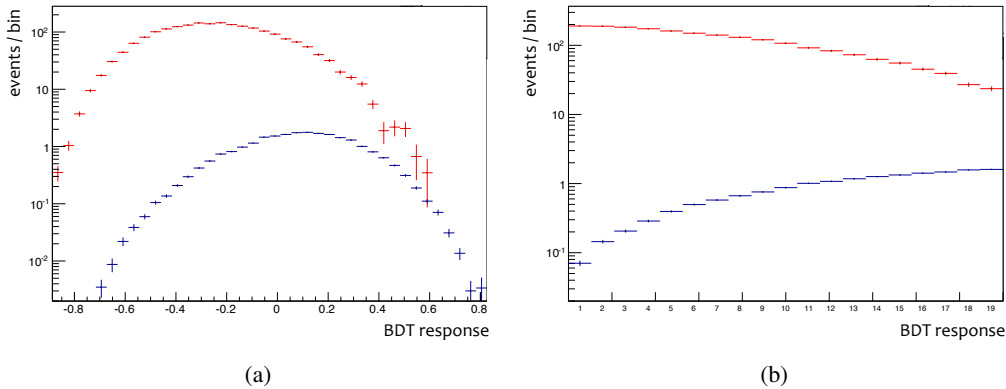 events / bin
10²
10
1
10⁻¹
10⁻²
-0.8 -0.6 -0.4 -0.2 0 0.2 0.4 0.6 0.8
BDT response
(a)
events / bin
10²
10
1
10⁻¹
1 2 3 4 5 6 7 8 9 10 11 12 13 14 15 16 17 18 19
BDT response
(b)